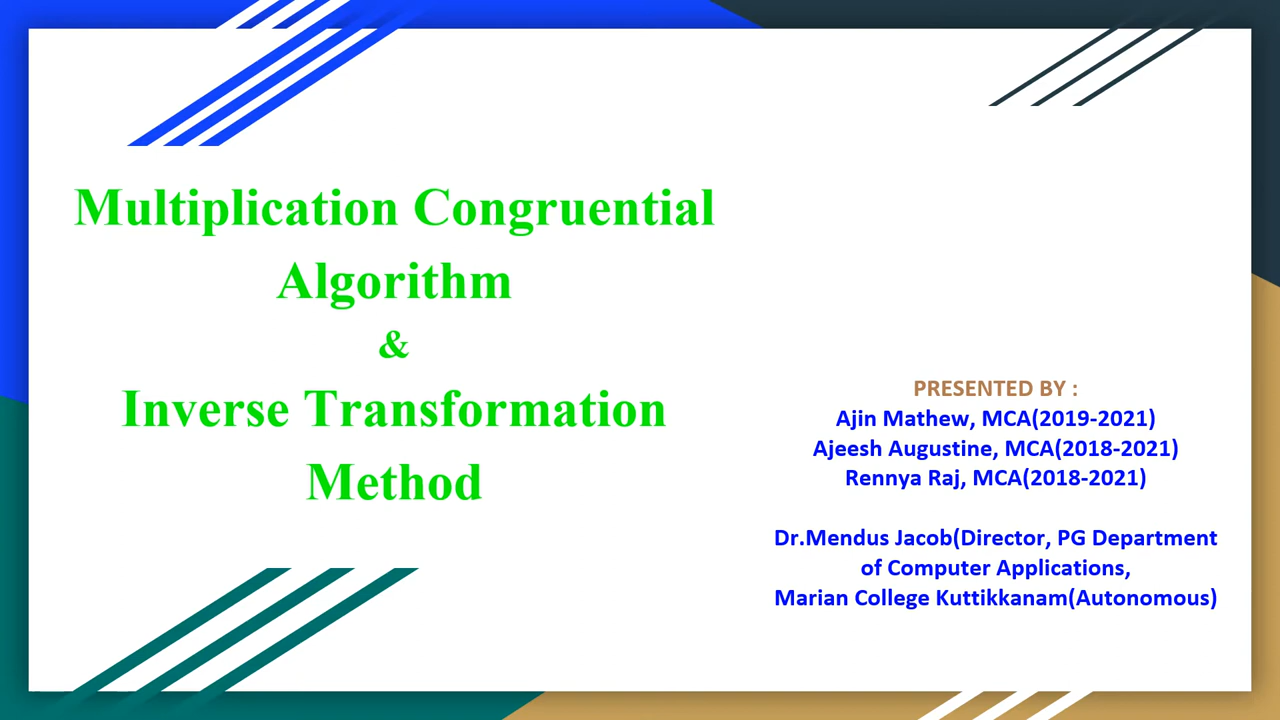 Multiplication Congruential
Algorithm
&
Inverse Transformation
Method
PRESENTED BY :
Ajin Mathew, MCA(2019-2021)
Ajeesh Augustine, MCA(2018-2021)
Rennya Raj, MCA(2018-2021)
Dr.Mendus Jacob(Director, PG Department
of Computer Applications,
Marian College Kuttikkanam(Autonomous)